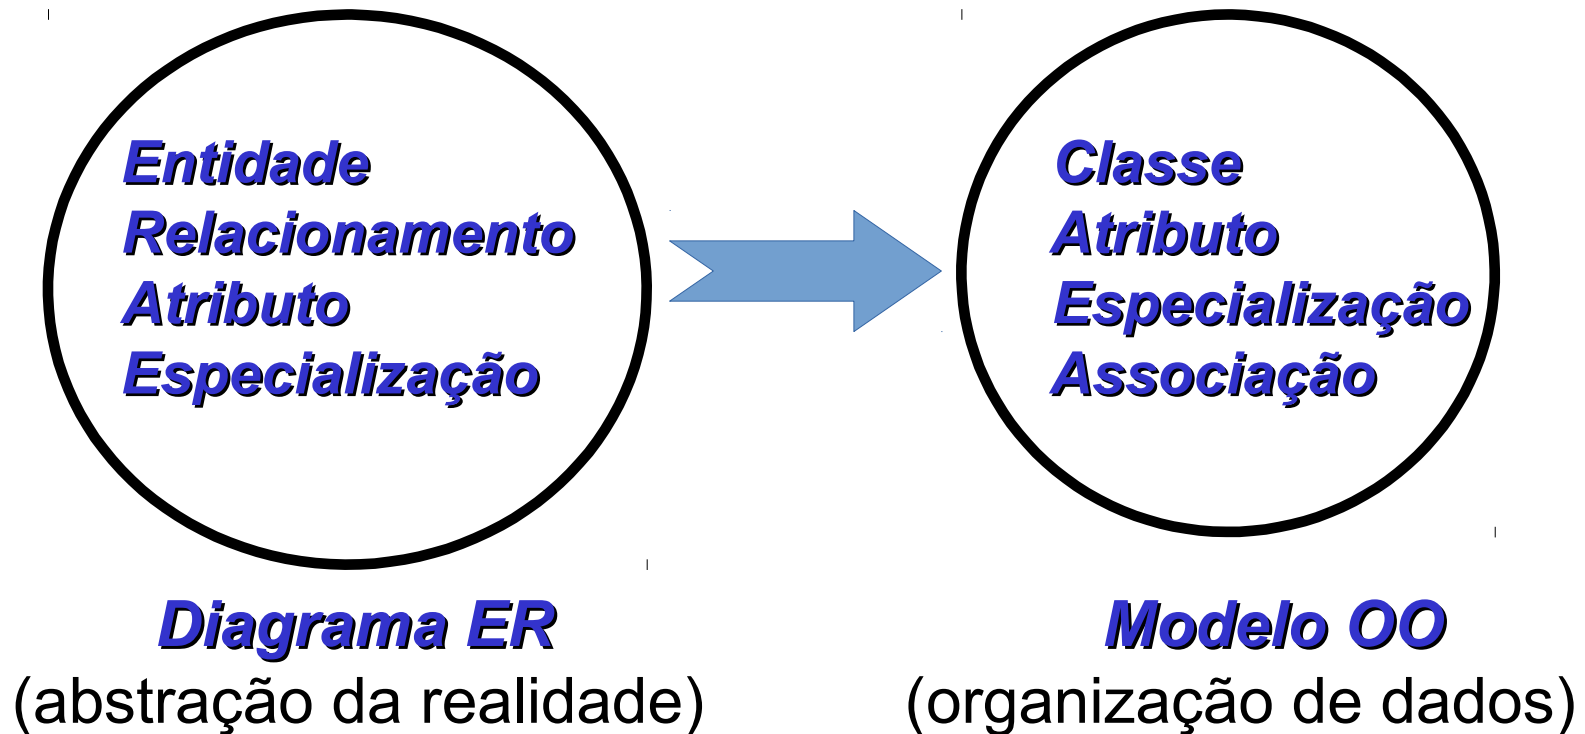 Entidade
Relacionamento
Atributo
Especialização
Diagrama ER
(abstração da realidade)
Classe
Atributo
Especialização
Associação
Modelo OO
(organização de dados)